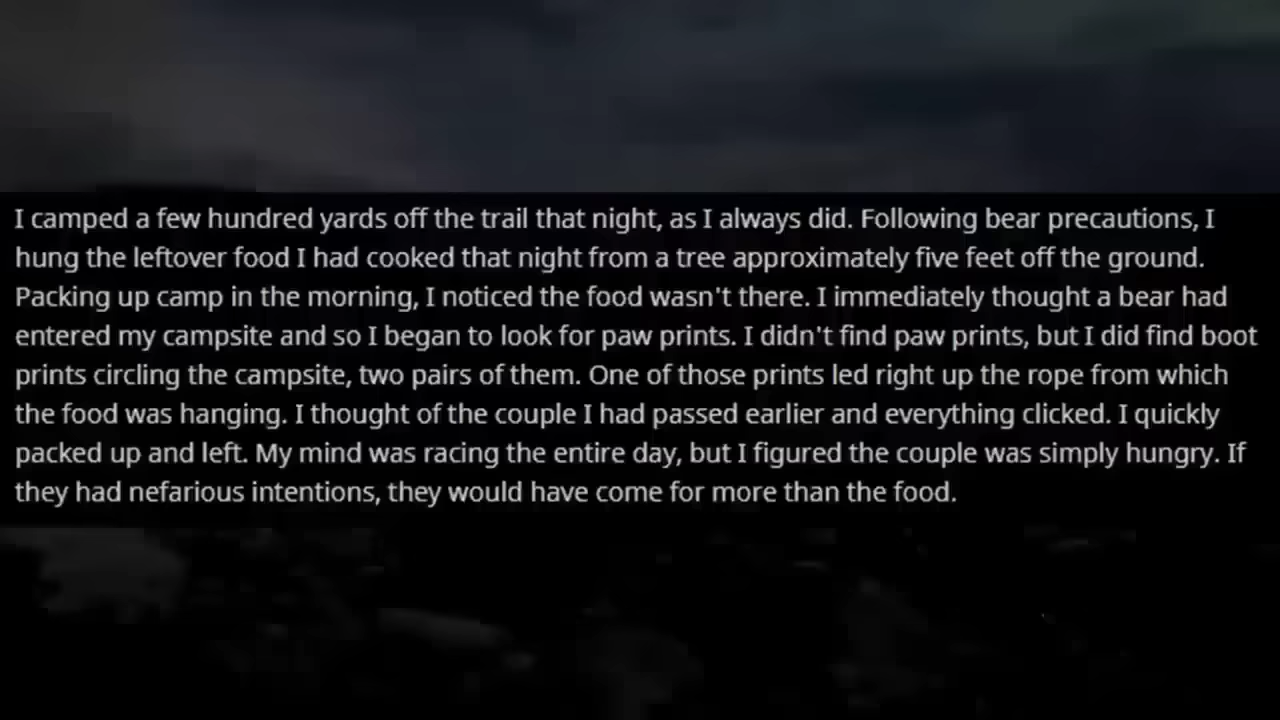 I camped a few hundred yards off the trail that night, as I always did. Following bear precautions, I
hung the leftover food I had cooked that night from a tree approximately five feet off the ground.
Packing up camp in the morning, I noticed the food wasn't there. I immediately thought a bear had
entered my campsite and so I began to look for paw prints. I didn't find paw prints, but I did find boot
prints circling the campsite, two pairs of them. One of those prints led right up the rope from which
the food was hanging. I thought of the couple I had passed earlier and everything clicked. I quickly
packed up and left. My mind was racing the entire day, but I figured the couple was simply hungry. If
they had nefarious intentions, they would have come for more than the food.